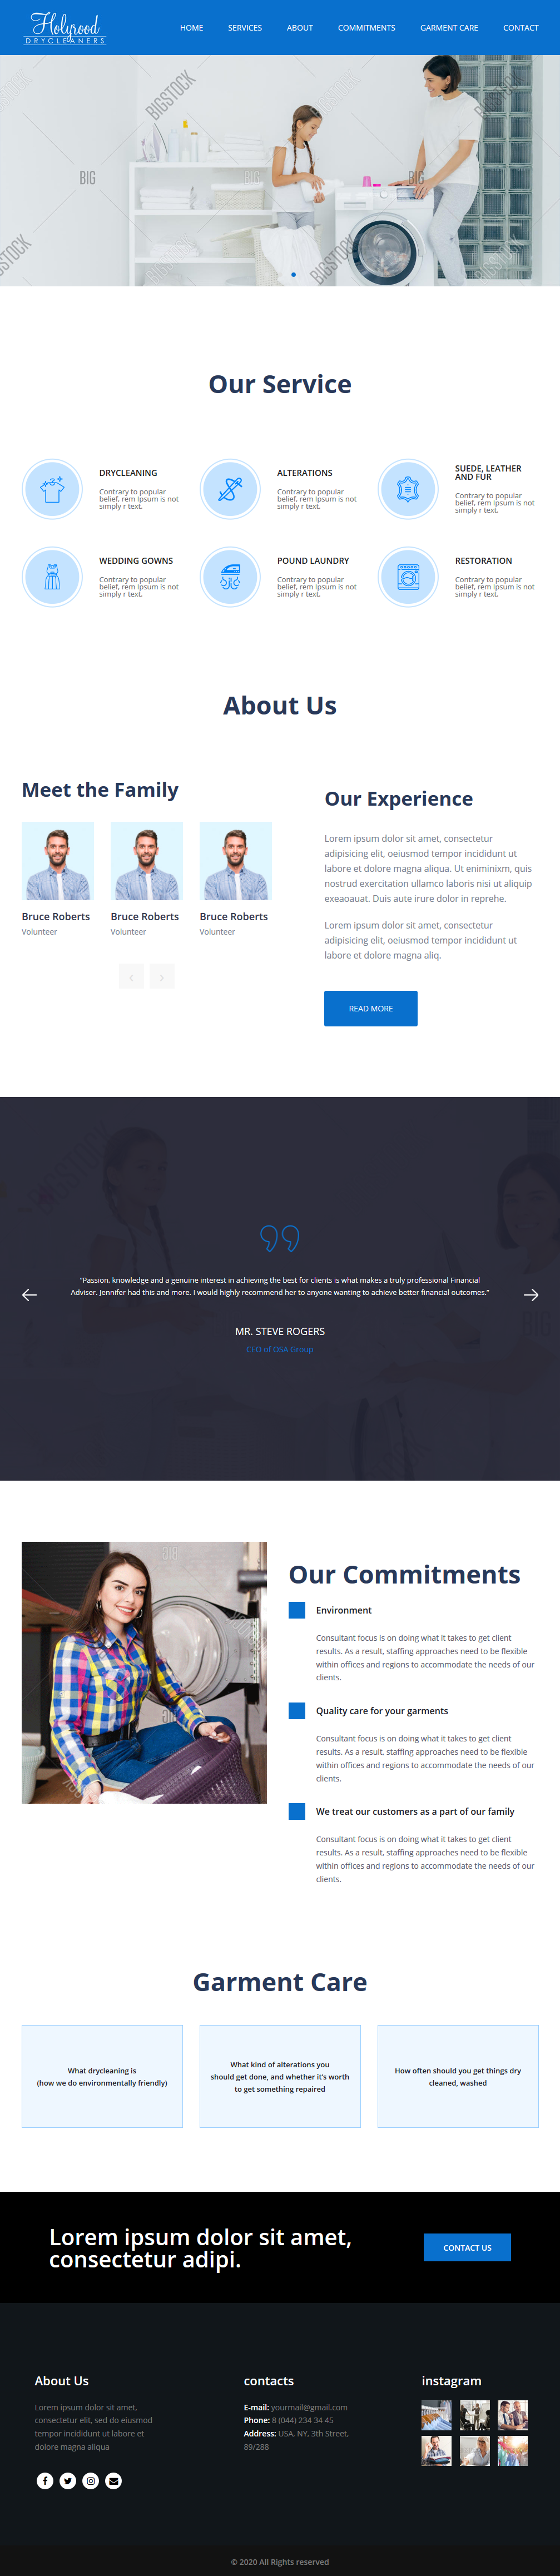 Holyrood
DRYCLEANERS
HOME
SERVICES
ABOUT
COMMITMENTS
GARMENT CARE
CONTACT
BIGSTOCK
BIG
BIG
BIGSTOCK
BIGSTOCK
Our Service
DRYCLEANING
Contrary to popular
belief, rem Ipsum is not
simply r text.
ALTERATIONS
Contrary to popular
belief, rem Ipsum is not
simply r text.
SUEDE, LEATHER
AND FUR
Contrary to popular
belief, rem Ipsum is not
simply r text.
WEDDING GOWNS
Contrary to popular
belief, rem Ipsum is not
simply r text.
POUND LAUNDRY
Contrary to popular
belief, rem Ipsum is not
simply r text.
RESTORATION
Contrary to popular
belief, rem Ipsum is not
simply r text.
About Us
Meet the Family
Bruce Roberts
Volunteer
Bruce Roberts
Volunteer
Bruce Roberts
Volunteer
Our Experience
Lorem ipsum dolor sit amet, consectetur
adipisicing elit, oeiusmod tempor incididunt ut
labore et dolore magna aliqua. Ut eniminixm, quis
nostrud exercitation ullamco laboris nisi ut aliquip
exeaoauat. Duis aute irure dolor in reprehe.
Lorem ipsum dolor sit amet, consectetur
adipisicing elit, oeiusmod tempor incididunt ut
labore et dolore magna aliq.
READ MORE
“Passion, knowledge and a genuine interest in achieving the best for clients is what makes a truly professional Financial
Adviser. Jennifer had this and more. I would highly recommend her to anyone wanting to achieve better financial outcomes.”
MR. STEVE ROGERS
CEO of OSA Group
Our Commitments
Environment
Consultant focus is on doing what it takes to get client
results. As a result, staffing approaches need to be flexible
within offices and regions to accommodate the needs of our
clients.
Quality care for your garments
Consultant focus is on doing what it takes to get client
results. As a result, staffing approaches need to be flexible
within offices and regions to accommodate the needs of our
clients.
We treat our customers as a part of our family
Consultant focus is on doing what it takes to get client
results. As a result, staffing approaches need to be flexible
within offices and regions to accommodate the needs of our
clients.
Garment Care
What drycleaning is
(how we do environmentally friendly)
What kind of alterations you
should get done, and whether it’s worth
to get something repaired
How often should you get things dry
cleaned, washed
Lorem ipsum dolor sit amet,
consectetur adipi.
CONTACT US
About Us
Lorem ipsum dolor sit amet,
consectetur elit, sed do eiusmod
tempor incididunt ut labore et
dolore magna aliqua
contacts
E-mail: yourmail@gmail.com
Phone: 8 (044) 234 34 45
Address: USA, NY, 3th Street,
89/288
instagram
© 2020 All Rights reserved